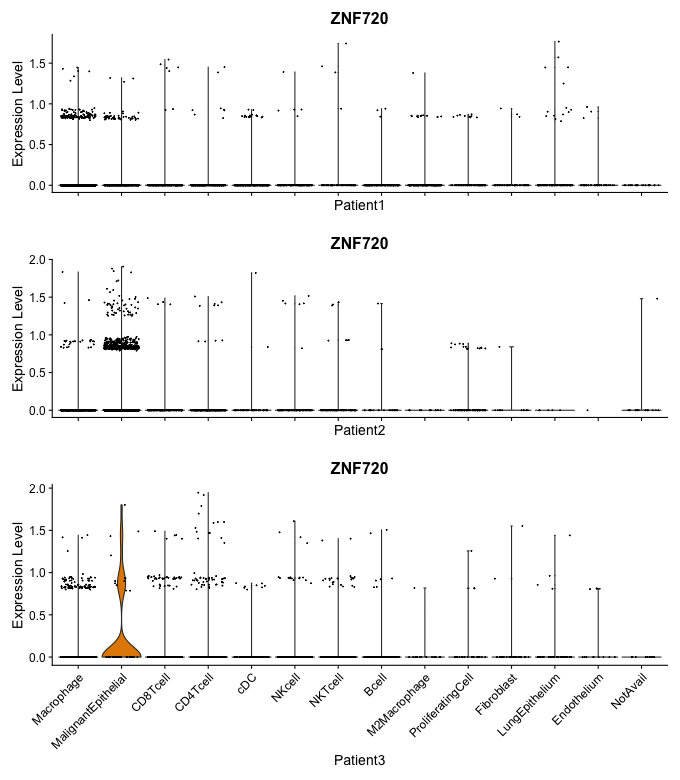 ZNF720
Expression Level
1.5
1.0
0.5
0.0
Patient1
ZNF720
Expression Level
2.0
1.5
1.0
0.5
0.0
Patient2
ZNF720
Expression Level
2.0
1.5
1.0
0.5
0.0
Macrophage
MalignantEpithelial
CD8Tcell
CD4Tcell
cDC
NKcell
NKTcell
Bcell
M2Macrophage
ProliferatingCell
Fibroblast
LungEpithelium
Endothelium
NotAvail
Patient3